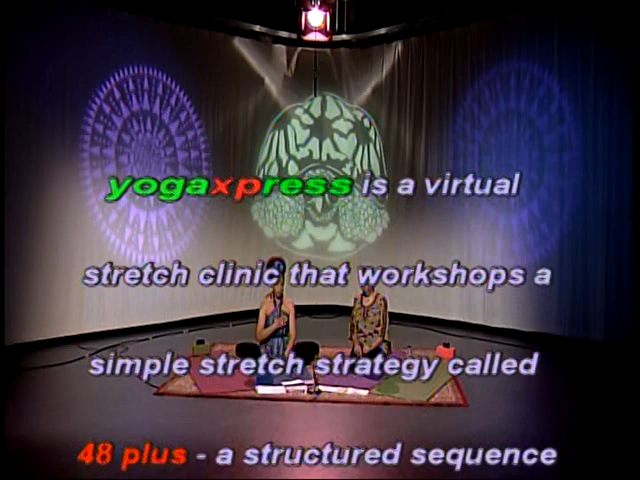 yogaxpress is a virtual
stretch clinic that workshops a
simple stretch strategy called
48 plus - a structured sequence